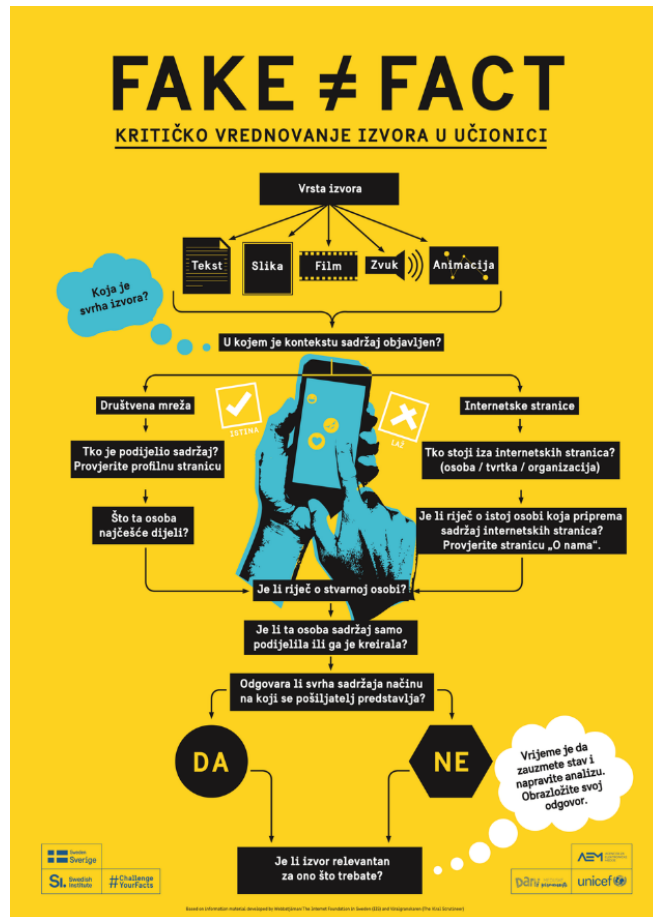 FAKE ≠ FACT
KRITIČKO VREDNOVANJE IZVORA U UČIONICI
Vrsta izvora
Tekst
Slika
Film
Zvuk
Animacija
Koja je
svrha izvora?
U kojem je kontekstu sadržaj objavljen?
ISTINA
LAŽ
Društvena mreža
Tko je podijelio sadržaj?
Provjerite profilnu stranicu
Što ta osoba
najčešće dijeli?
Internetske stranice
Tko stoji iza internetskih stranica?
(osoba / tvrtka / organizacija)
Je li riječ o istoj osobi koja priprema
sadržaj internetskih stranica?
Provjerite stranicu „O nama“.
Je li riječ o stvarnoj osobi?
Je li ta osoba sadržaj samo
podijelila ili ga je kreirala?
Odgovara li svrha sadržaja načinu
na koji se pošiljatelj predstavlja?
DA
NE
Vrijeme je da
zauzmete stav i
napravite analizu.
Obrazložite svoj
odgovor.
Je li izvor relevantan
za ono što trebate?
Sweden
Sverige
SI. Swedish
Institute
#Challenge
YourFacts
AEM
Dani
unicef